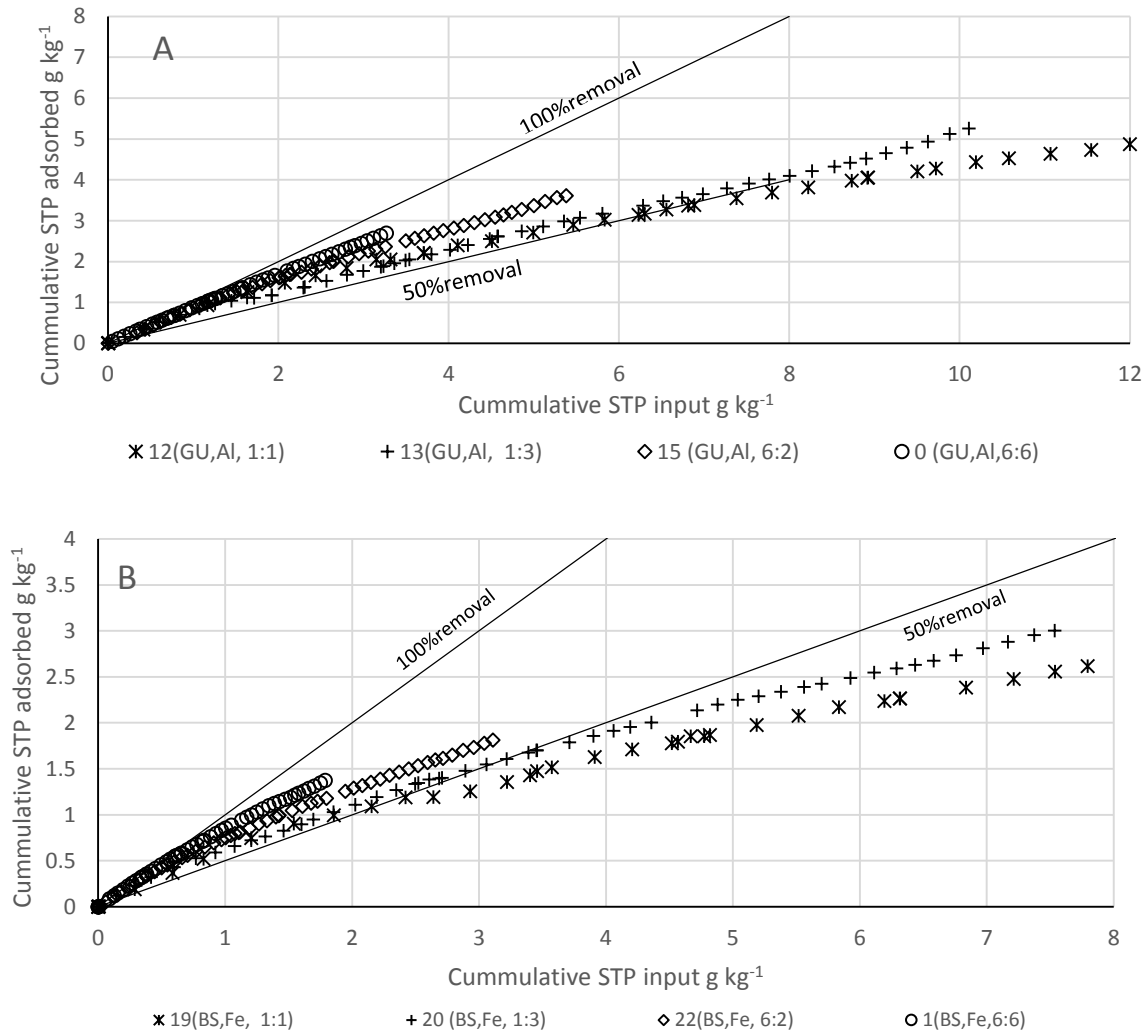 A
Cummulative STP adsorbed g kg⁻¹
8
7
6
5
4
3
2
1
0
100%removal
50%removal
0 2 4 6 8 10 12
Cummulative STP input g kg⁻¹
12(GU,Al, 1:1) 13(GU,Al, 1:3) 15 (GU,Al, 6:2) 0 (GU,Al,6:6)
B
Cummulative STP adsorbed g kg⁻¹
4
3.5
3
2.5
2
1.5
1
0.5
0
100%removal
50%removal
0 1 2 3 4 5 6 7 8
Cummulative STP input g kg⁻¹
19(BS,Fe, 1:1) 20 (BS,Fe, 1:3) 22(BS,Fe, 6:2) 1(BS,Fe,6:6)